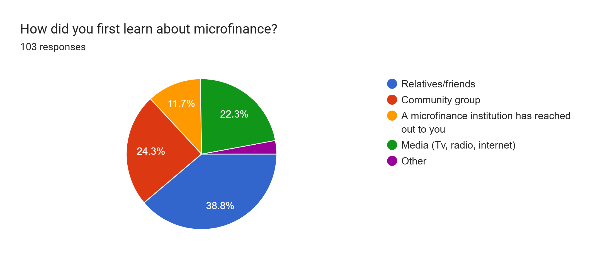 How did you first learn about microfinance?
103 responses
11.7%
22.3%
24.3%
38.8%
Relatives/friends
Community group
A microfinance institution has reached
out to you
Media (Tv, radio, internet)
Other